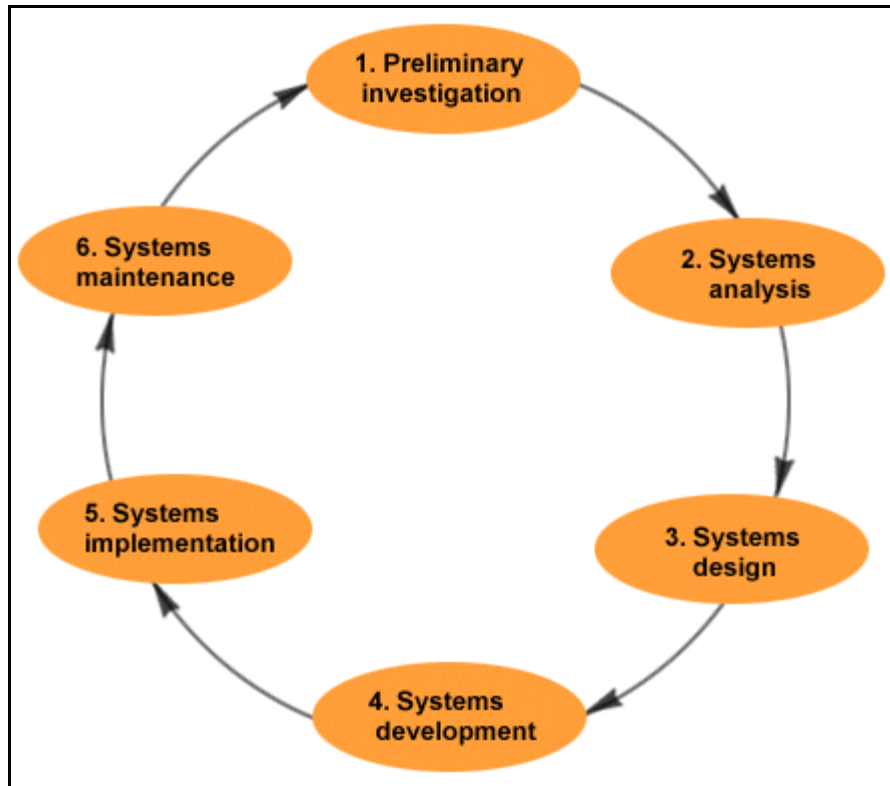 1. Preliminary
investigation
2. Systems
analysis
3. Systems
design
4. Systems
development
5. Systems
implementation
6. Systems
maintenance